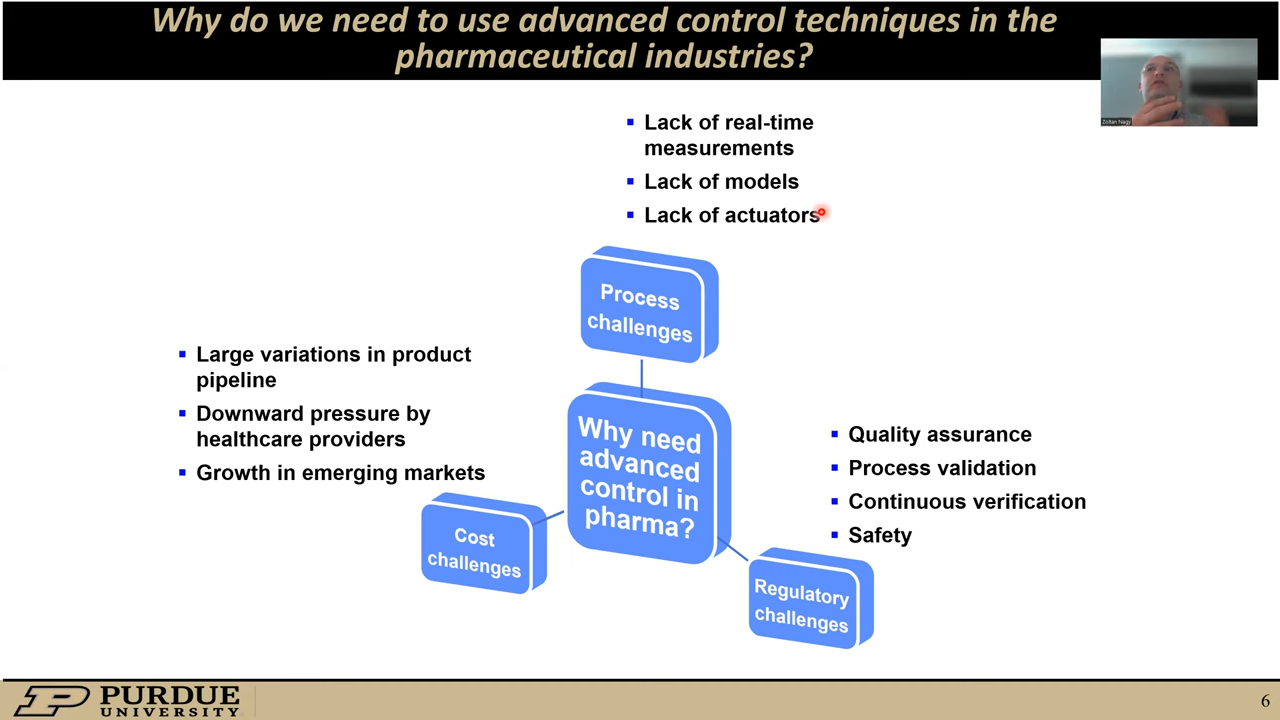 Why do we need to use advanced control techniques in the
pharmaceutical industries?
Zoltan Nagy
▪ Lack of real-time
measurements
▪ Lack of models
▪ Lack of actuators
Process
challenges
▪ Large variations in product
pipeline
▪ Downward pressure by
healthcare providers
▪ Growth in emerging markets
Why need
advanced
control in
pharma?
▪ Quality assurance
▪ Process validation
▪ Continuous verification
▪ Safety
Cost
challenges
Regulatory
challenges
PURDUE
UNIVERSITY
6